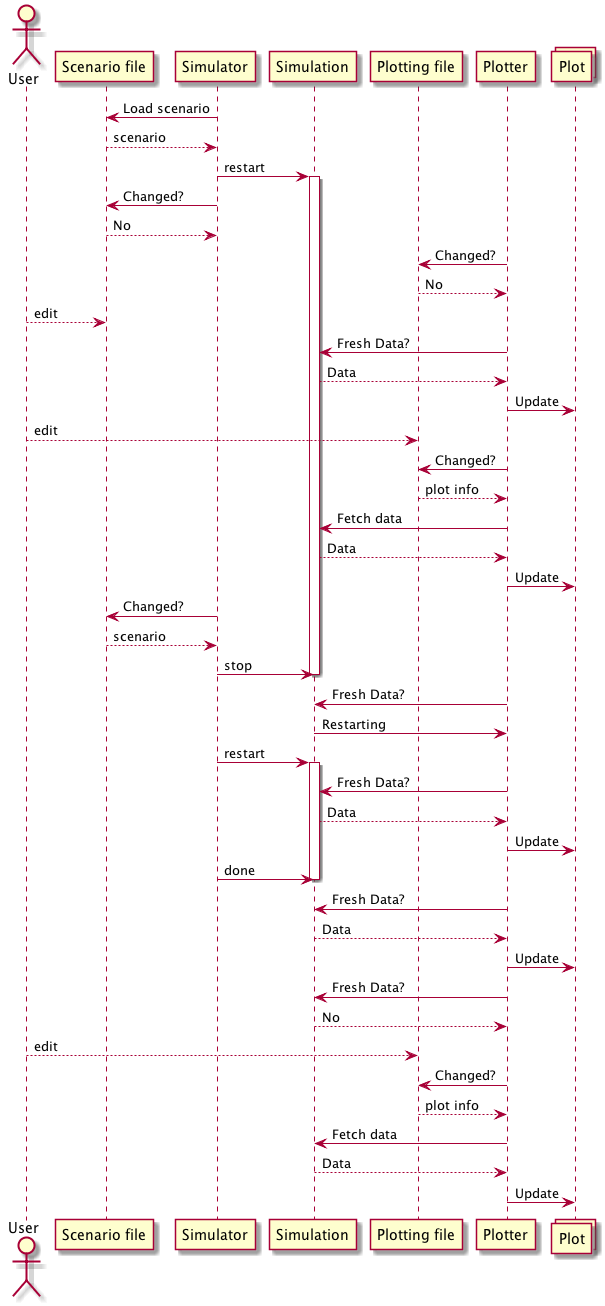 User
Scenario file
Simulator
Simulation
Plotting file
Plotter
Plot
Load scenario
scenario
restart
Changed?
No
Changed?
No
edit
Fresh Data?
Data
Update
edit
Changed?
plot info
Fetch data
Data
Update
Changed?
scenario
stop
Fresh Data?
Restarting
restart
Fresh Data?
Data
Update
done
Fresh Data?
Data
Update
Fresh Data?
No
edit
Changed?
plot info
Fetch data
Data
Update
User
Scenario file
Simulator
Simulation
Plotting file
Plotter
Plot